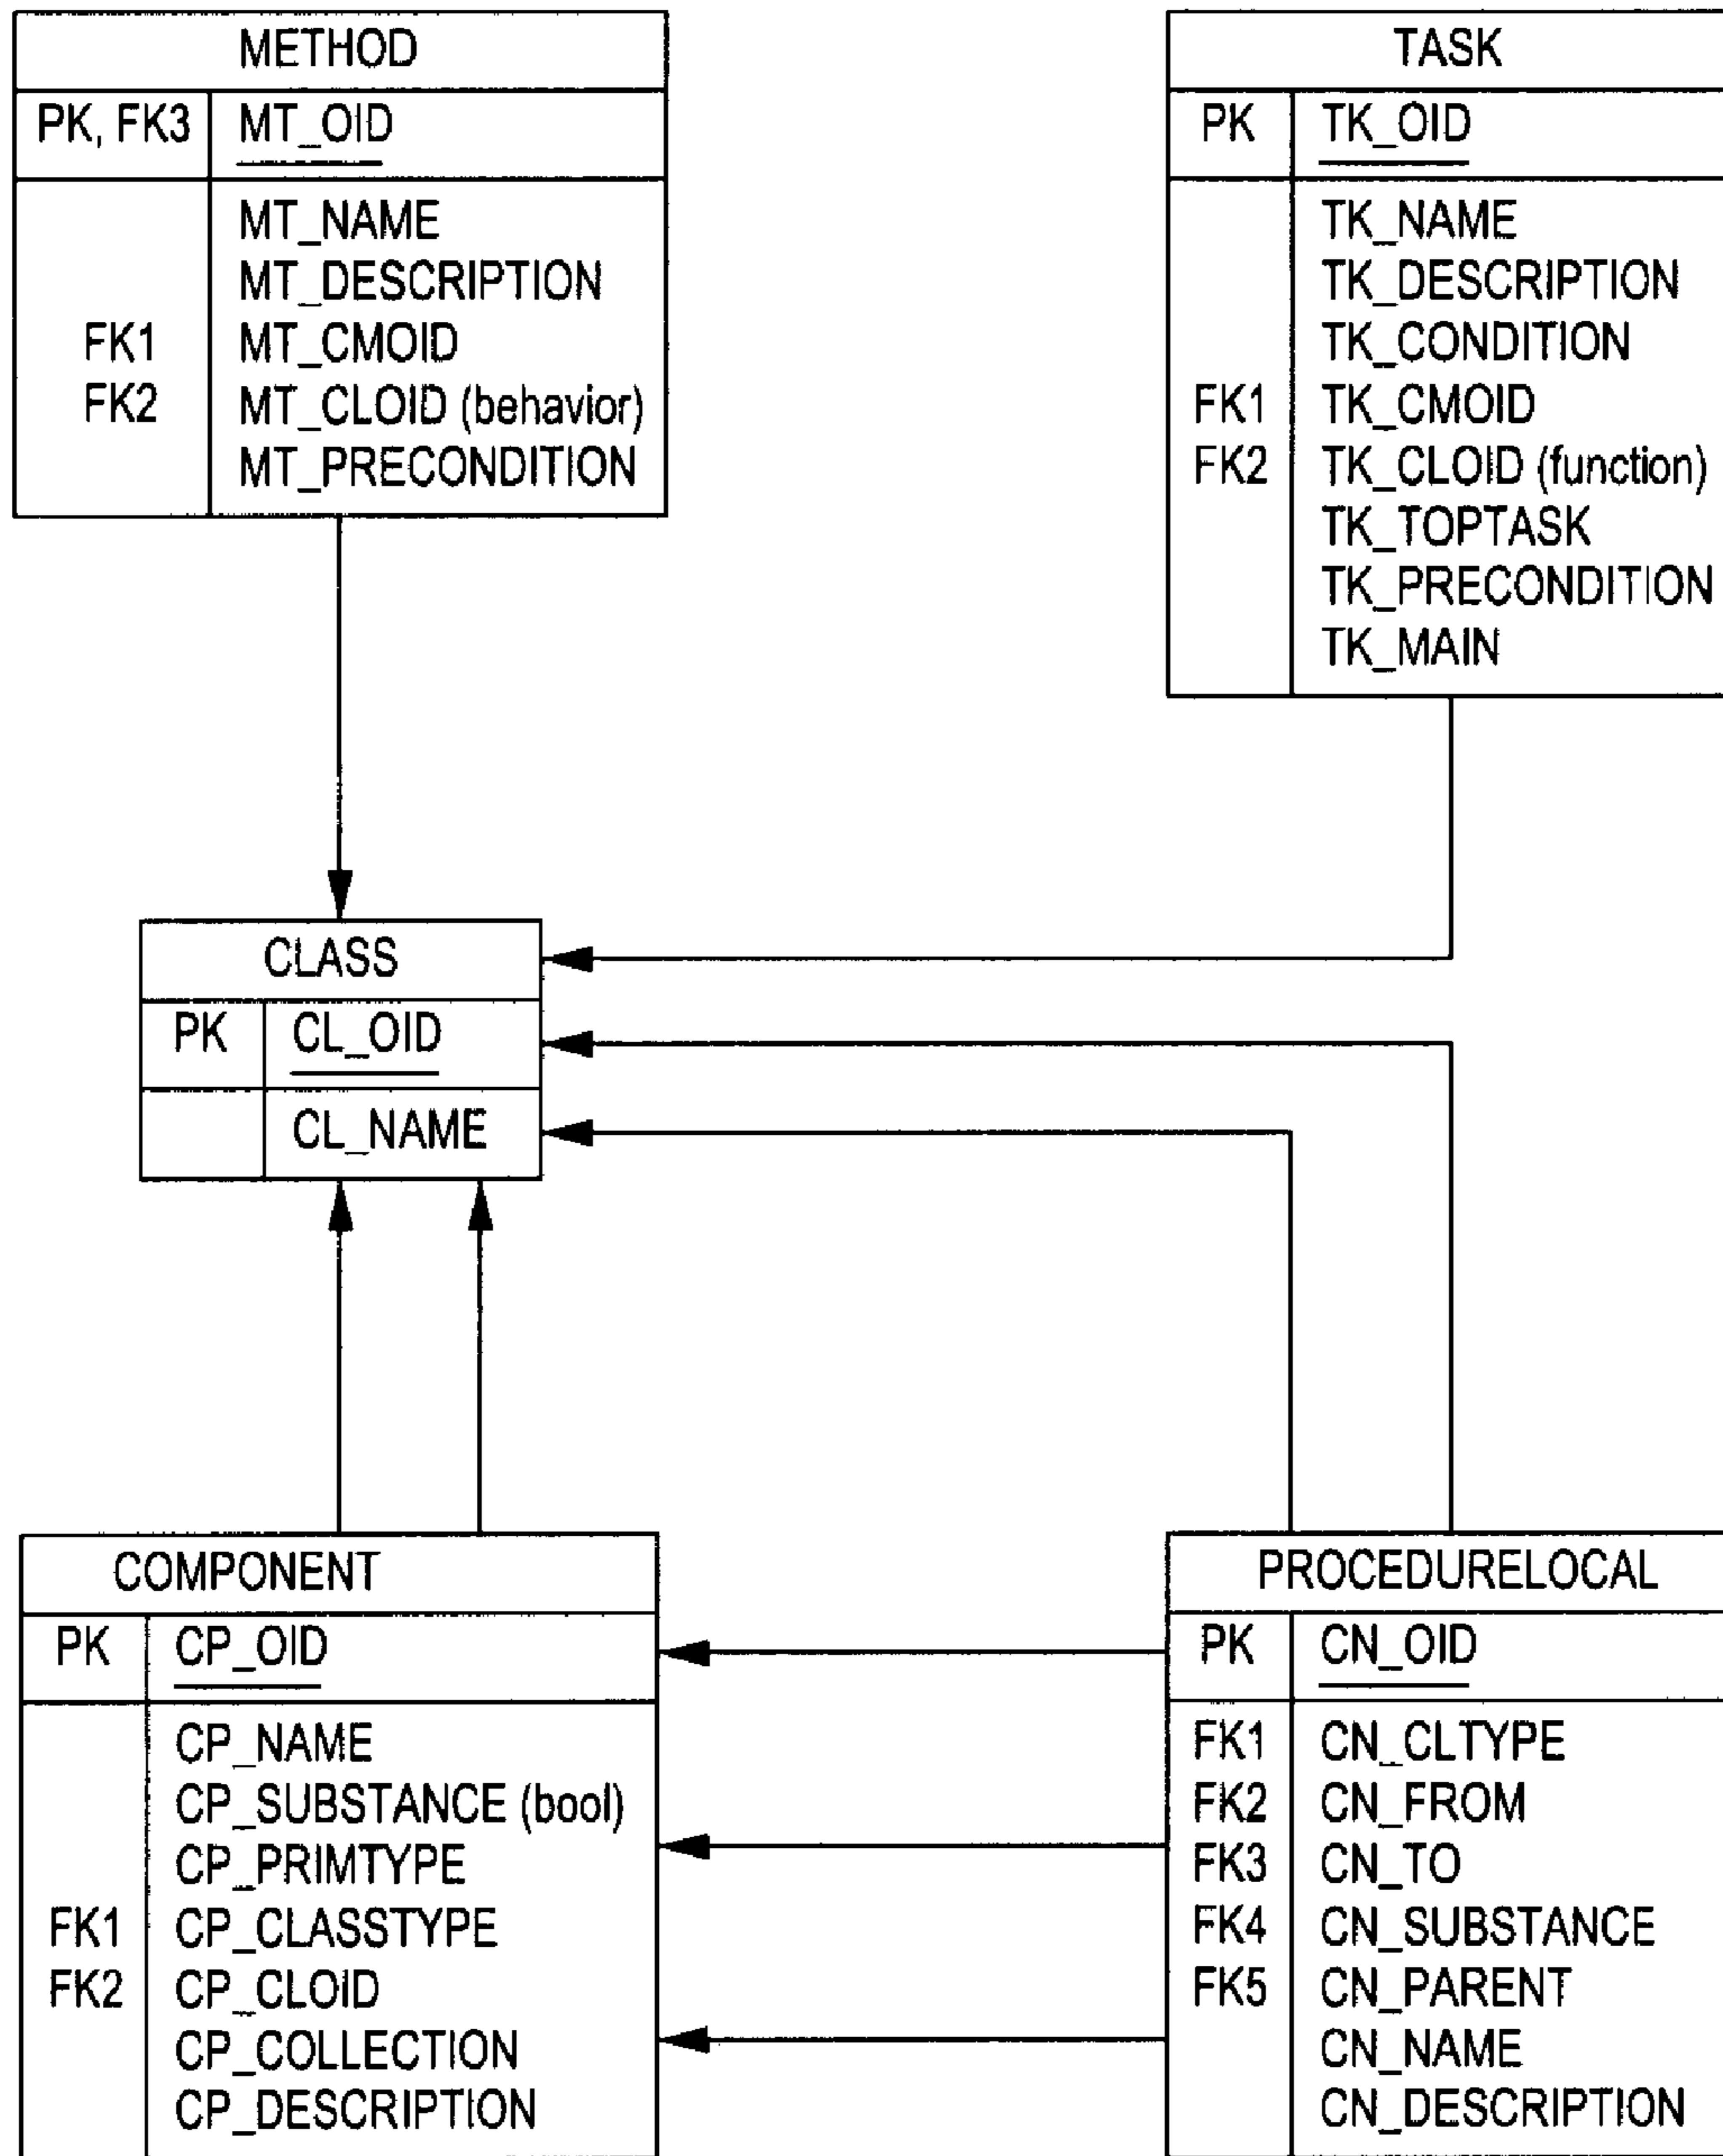 METHOD
PK, FK3 MT_OID
MT_NAME
MT_DESCRIPTION
FK1 MT_CMOID
FK2 MT_CLOID (behavior)
MT_PRECONDITION
TASK
PK TK_OID
TK_NAME
TK_DESCRIPTION
TK_CONDITION
FK1 TK_CMOID
FK2 TK_CLOID (function)
TK_TOPTASK
TK_PRECONDITION
TK_MAIN
CLASS
PK CL_OID
CL_NAME
COMPONENT
PK CP_OID
CP_NAME
CP_SUBSTANCE (bool)
CP_PRIMTYPE
FK1 CP_CLASSTYPE
FK2 CP_CLOID
CP_COLLECTION
CP_DESCRIPTION
PROCEDURELOCAL
PK CN_OID
FK1 CN_CLTYPE
FK2 CN_FROM
FK3 CN_TO
FK4 CN_SUBSTANCE
FK5 CN_PARENT
CN_NAME
CN_DESCRIPTION